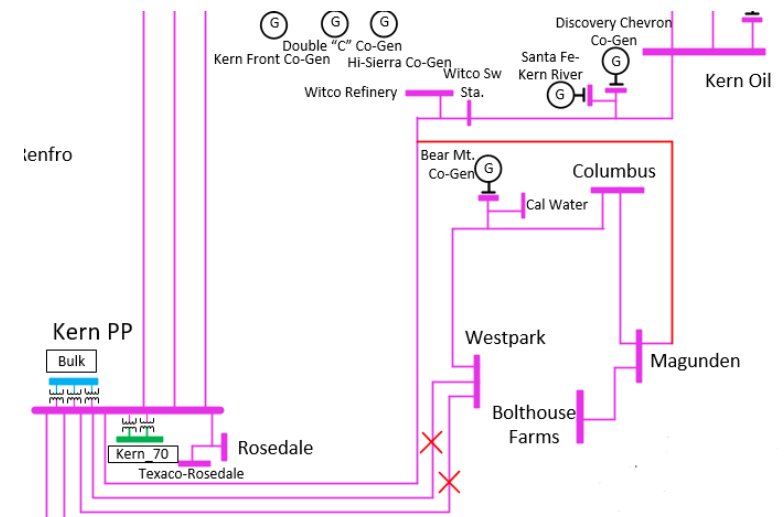 Discovery Chevron
Co-Gen
G
G
G
Double "C" Co-Gen
Kern Front Co-Gen
Hi-Sierra Co-Gen
Santa Fe-
Kern River
G
G
Witco Sw
Sta.
Witco Refinery
Kern Oil
Renfro
Bear Mt.
Co-Gen
G
Columbus
Cal Water
Kern PP
Bulk
Westpark
Magunden
Bolthouse
Farms
Rosedale
Kern_70
Texaco-Rosedale